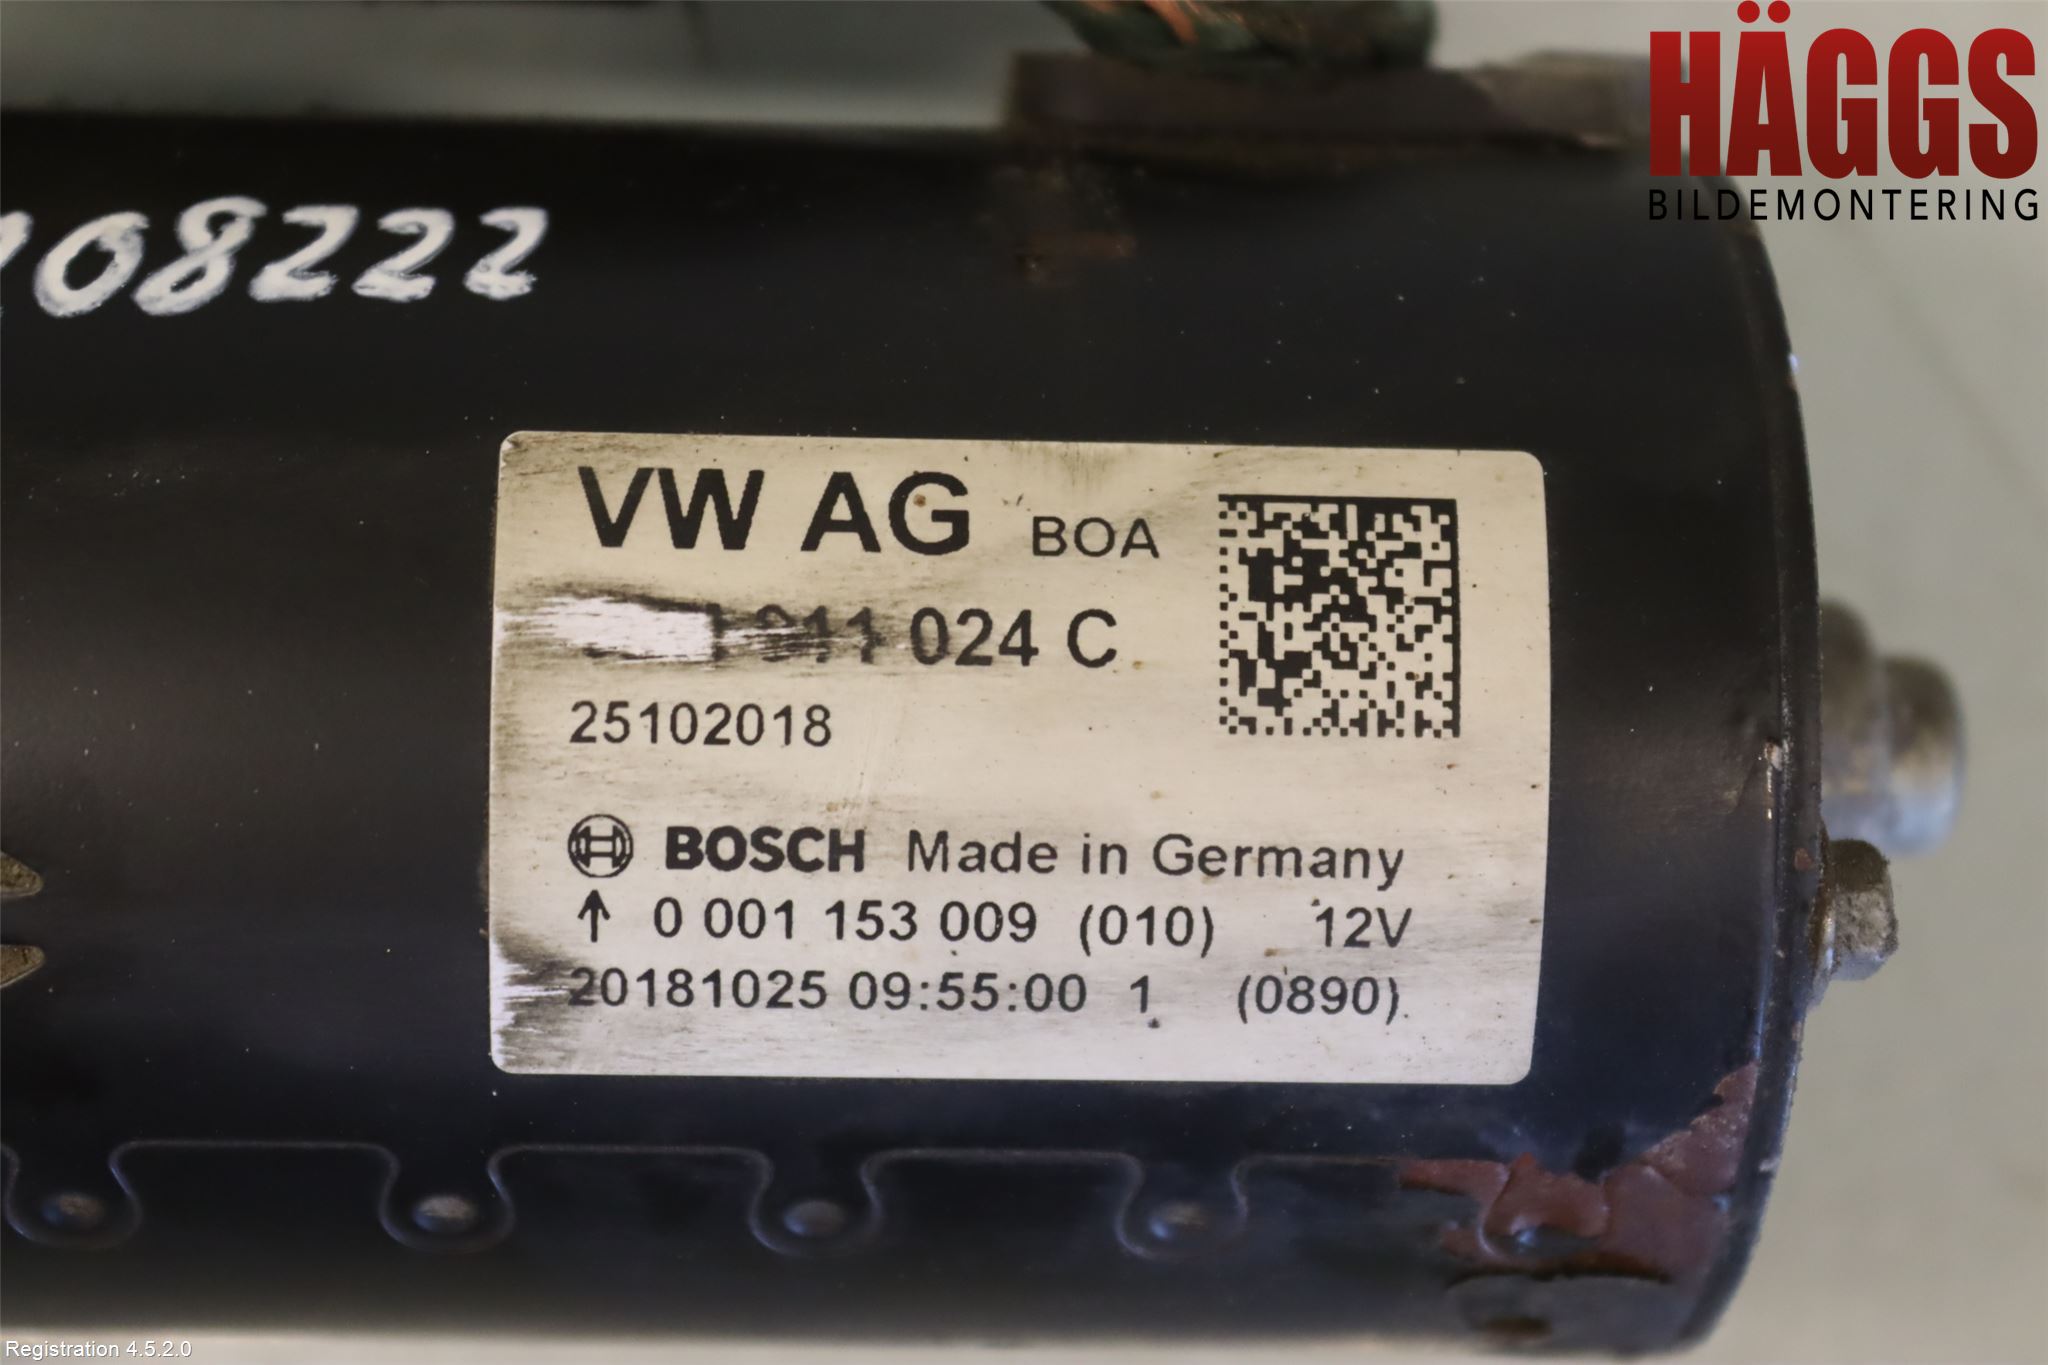 HÄGGS
BILDEMONTERING
08222
VW AG BOA
911 024 C
25102018
BOSCH Made in Germany
↑ 0 001 153 009 (010) 12V
20181025 09:55:00 1 (0890)
Registration 4.5.2.0